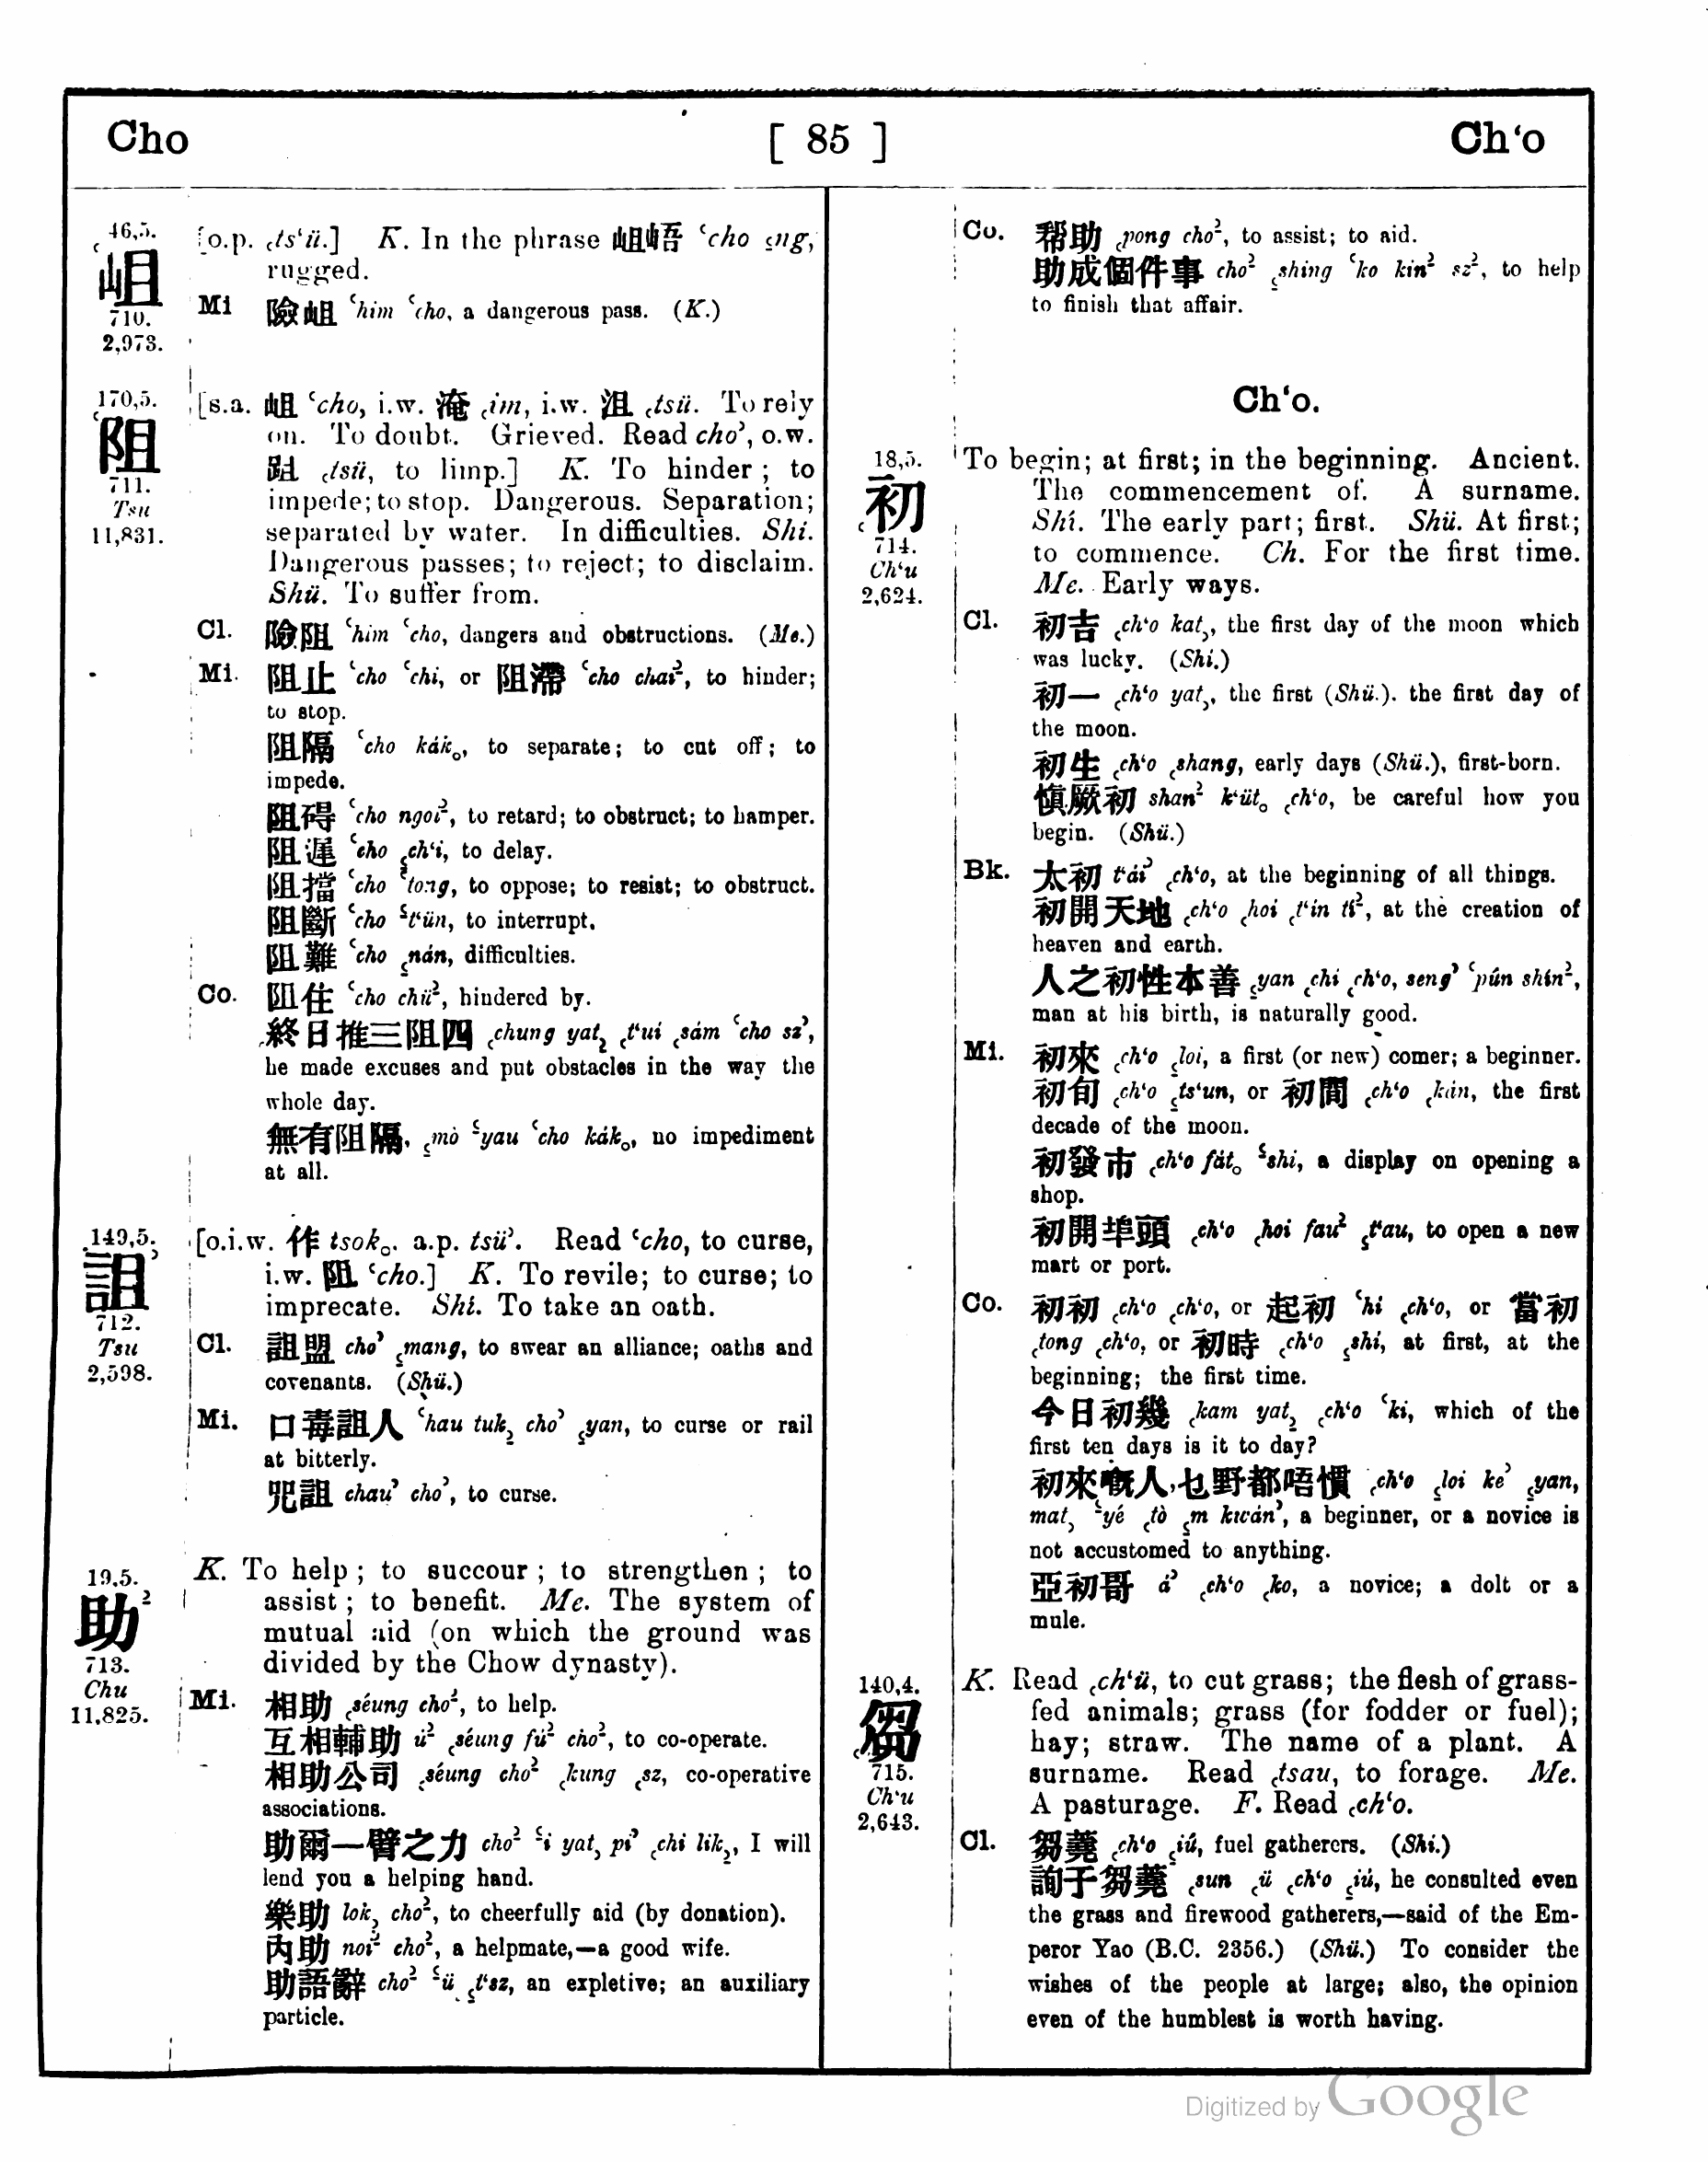 Cho [ 85 ] Ch‘o
46,5.
岨
710.
2,973.
[o.p. ˛ts‘ü.] K. In the phrase 岨峿 ʿcho ˛ng,
rugged.
Mi 險岨 ʿhim ʿcho, a dangerous pass. (K.)
170,5.
阻
711.
Tsu
11,831.
[s.a. 岨 ʿcho, i.w. 淹 ˛im, i.w. 沮 ˛tsü. To rely
on. To doubt. Grieved. Read choʾ, o.w.
跙 ˛tsü, to limp.] K. To hinder; to
impede; to stop. Dangerous. Separation;
separated by water. In difficulties. Shí.
Dangerous passes; to reject; to disclaim.
Shü. To suffer from.
Cl. 險阻 ʿhim ʿcho, dangers and obstructions. (Me.)
Mi. 阻止 ʿcho ʿchi, or 阻滯 ʿcho chai², to hinder;
to stop.
阻隔 ʿcho kák˳, to separate; to cut off; to
impede.
阻碍 ʿcho ngoi², to retard; to obstruct; to hamper.
阻遲 ʿcho ˛ch‘i, to delay.
阻擋 ʿcho ʿtong, to oppose; to resist; to obstruct.
阻斷 ʿcho ʿt‘ün, to interrupt.
阻難 ʿcho ˛nán, difficulties.
Co. 阻住 ʿcho chü², hindered by.
終日推三阻四 ˛chung yat₂ ˛t‘ui ˛sám ʿcho szʾ,
he made excuses and put obstacles in the way the
whole day.
無有阻隔, ˛mò ʿyau ʿcho kák˳, no impediment
at all.
149,5.
詛
712.
Tsu
2,598.
[o.i.w. 作 tsok˳. a.p. tsüʾ. Read ʿcho, to curse,
i.w. 阻 ʿcho.] K. To revile; to curse; to
imprecate. Shí. To take an oath.
Cl. 詛盟 choʾ ˛mang, to swear an alliance; oaths and
covenants. (Shü.)
Mi. 口毒詛人 ʿhau tuk₂ choʾ ˛yan, to curse or rail
at bitterly.
咒詛 chauʾ choʾ, to curse.
19,5.
助²
713.
Chu
11,825.
K. To help; to succour; to strengthen; to
assist; to benefit. Me. The system of
mutual aid (on which the ground was
divided by the Chow dynasty).
Mi. 相助 ˛séung cho², to help.
互相輔助 ú² ˛séung fú² cho², to co-operate.
相助公司 ˛séung cho² ˛kung ˛sz, co-operative
associations.
助爾一臂之力 cho² ʿi yat˒ píʾ ˛chi lik₂, I will
lend you a helping hand.
樂助 lok˒ cho², to cheerfully aid (by donation).
內助 noi² cho², a helpmate,—a good wife.
助語辭 cho² ʿü ˛t‘sz, an expletive; an auxiliary
particle.
Co. 帮助 ˛pong cho², to assist; to aid.
助成個件事 cho² ˛shing ʿko kin² sz², to help
to finish that affair.
Ch‘o.
18,5.
初
714.
Ch‘u
2,624.
To begin; at first; in the beginning. Ancient.
The commencement of. A surname.
Shí. The early part; first. Shü. At first;
to commence. Ch. For the first time.
Me. Early ways.
Cl. 初吉 ˛ch‘o kat˒, the first day of the moon which
was lucky. (Shí.)
初一 ˛ch‘o yat˒, the first (Shü.). the first day of
the moon.
初生 ˛ch‘o ˛shang, early days (Shü.), first-born.
愼厥初 shan² k‘üt˳ ˛ch‘o, be careful how you
begin. (Shü.)
Bk. 太初 t‘áiʾ ˛ch‘o, at the beginning of all things.
初開天地 ˛ch‘o ˛hoi ˛t‘in tí², at the creation of
heaven and earth.
人之初性本善 ˛yan ˛chi ˛ch‘o, sengʾ ʿpún shín²,
man at his birth, is naturally good.
Mi. 初來 ˛ch‘o ˛loi, a first (or new) comer; a beginner.
初旬 ˛ch‘o ˛ts‘un, or 初間 ˛ch‘o ˛kán, the first
decade of the moon.
初發市 ˛ch‘o fát˳ ʿshi, a display on opening a
shop.
初開埠頭 ˛ch‘o ˛hoi fau² ˛t‘au, to open a new
mart or port.
Co. 初初 ˛ch‘o ˛ch‘o, or 起初 ʿhi ˛ch‘o, or 當初
˛tong ˛ch‘o, or 初時 ˛ch‘o ˛shí, at first, at the
beginning; the first time.
今日初幾 ˛kam yat₂ ˛ch‘o ʿki, which of the
first ten days is it to day?
初來嘅人,乜野都唔慣 ˛ch‘o ˛loi keʾ ˛yan,
mat˒ ʿyé ˛tò ˛m kwánʾ, a beginner, or a novice is
not accustomed to anything.
亞初哥 áʾ ˛ch‘o ˛ko, a novice; a dolt or a
mule.
140,4.
芻
715.
Ch‘u
2,643.
K. Read ˛ch‘ü, to cut grass; the flesh of grass-
fed animals; grass (for fodder or fuel);
hay; straw. The name of a plant. A
surname. Read ˛tsau, to forage. Me.
A pasturage. F. Read ˛ch‘o.
Cl. 芻蕘 ˛ch‘o ˛iú, fuel gatherers. (Shí.)
詢于芻蕘 ˛sun ˛ü ˛ch‘o ˛iú, he consulted even
the grass and firewood gatherers,—said of the Em-
peror Yao (B.C. 2356.) (Shü.) To consider the
wishes of the people at large; also, the opinion
even of the humblest is worth having.
Digitized by Google